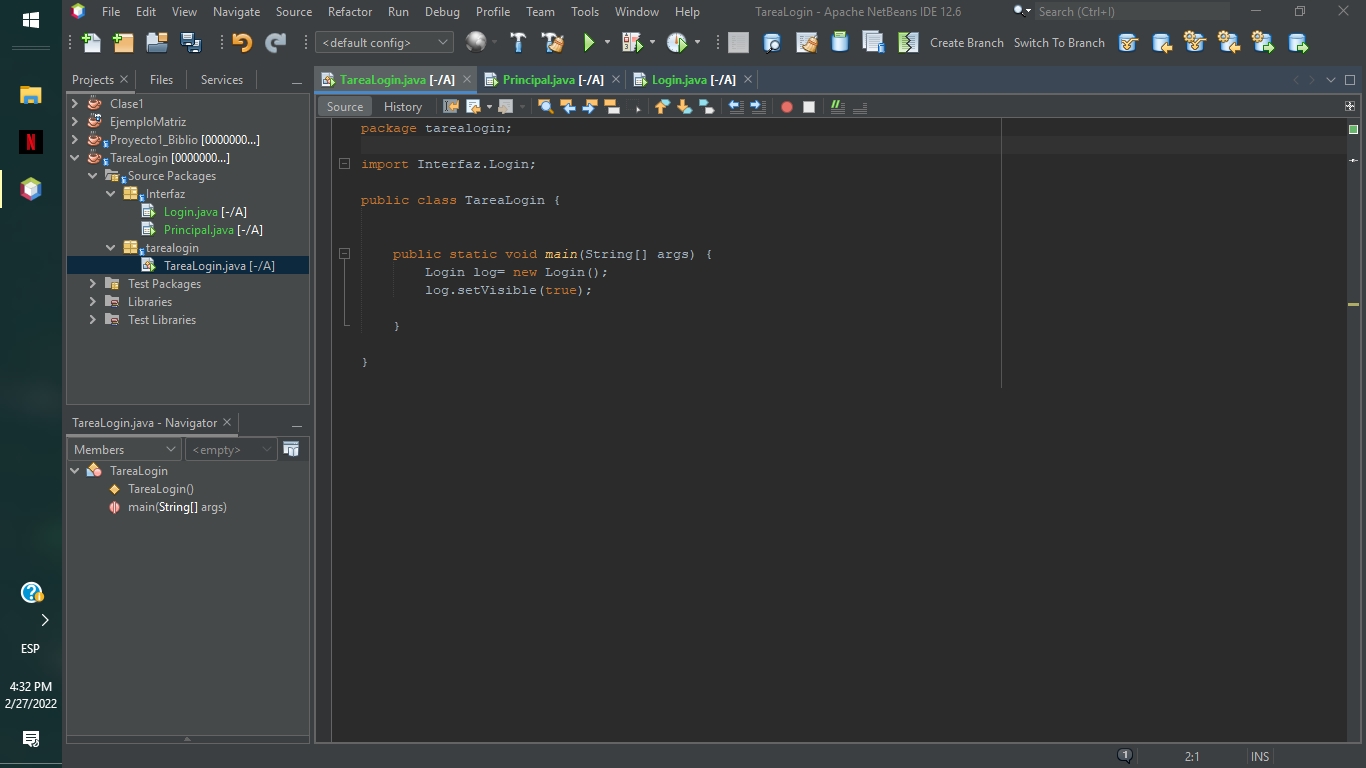 File Edit View Navigate Source Refactor Run Debug Profile Team Tools Window Help
TareaLogin - Apache NetBeans IDE 12.6
Search (Ctrl+I)
<default config>
Create Branch Switch To Branch
Projects Files Services
Clase1
EjemploMatriz
Proyecto1_Biblio [0000000...]
TareaLogin [0000000...]
Source Packages
Interfaz
Login.java [-/A]
Principal.java [-/A]
tarealogin
TareaLogin.java [-/A]
Test Packages
Libraries
Test Libraries
TareaLogin.java - Navigator
Members <empty>
TareaLogin
TareaLogin()
main(String[] args)
TareaLogin.java [-/A] Principal.java [-/A] Login.java [-/A]
Source History
package tarealogin;
import Interfaz.Login;
public class TareaLogin {
public static void main(String[] args) {
Login log= new Login();
log.setVisible(true);
}
}
N
ESP
4:32 PM
2/27/2022
1 2:1 INS